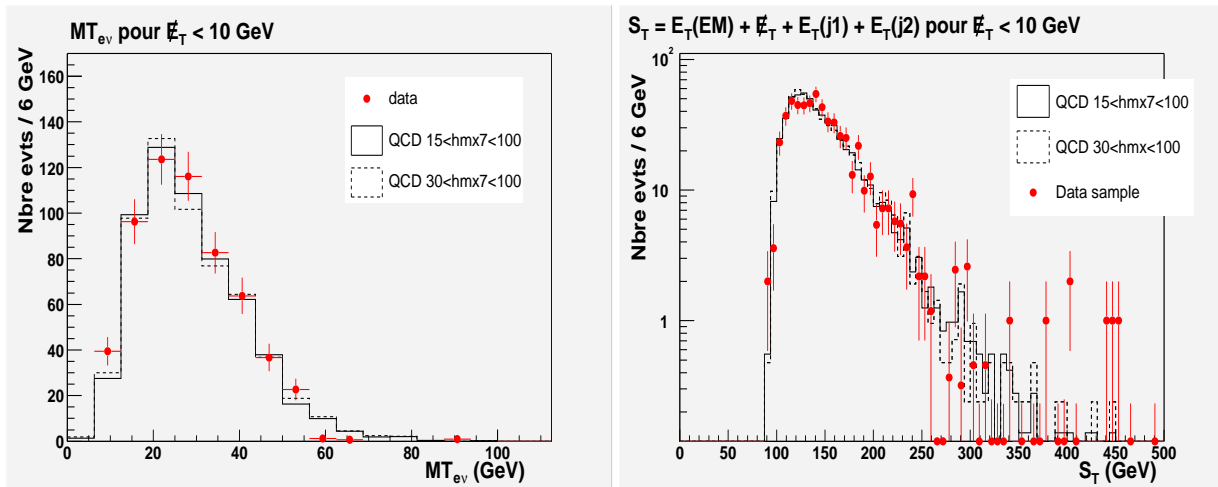 MT_eν pour E̸_T < 10 GeV
Nbre evts / 6 GeV
160
140
120
100
80
60
40
20
0
data
QCD 15<hmx7<100
QCD 30<hmx7<100
0 20 40 60 80 100
MT_eν (GeV)
S_T = E_T(EM) + E̸_T + E_T(j1) + E_T(j2) pour E̸_T < 10 GeV
Nbre evts / 6 GeV
10²
10
1
QCD 15<hmx7<100
QCD 30<hmx<100
Data sample
0 50 100 150 200 250 300 350 400 450 500
S_T (GeV)